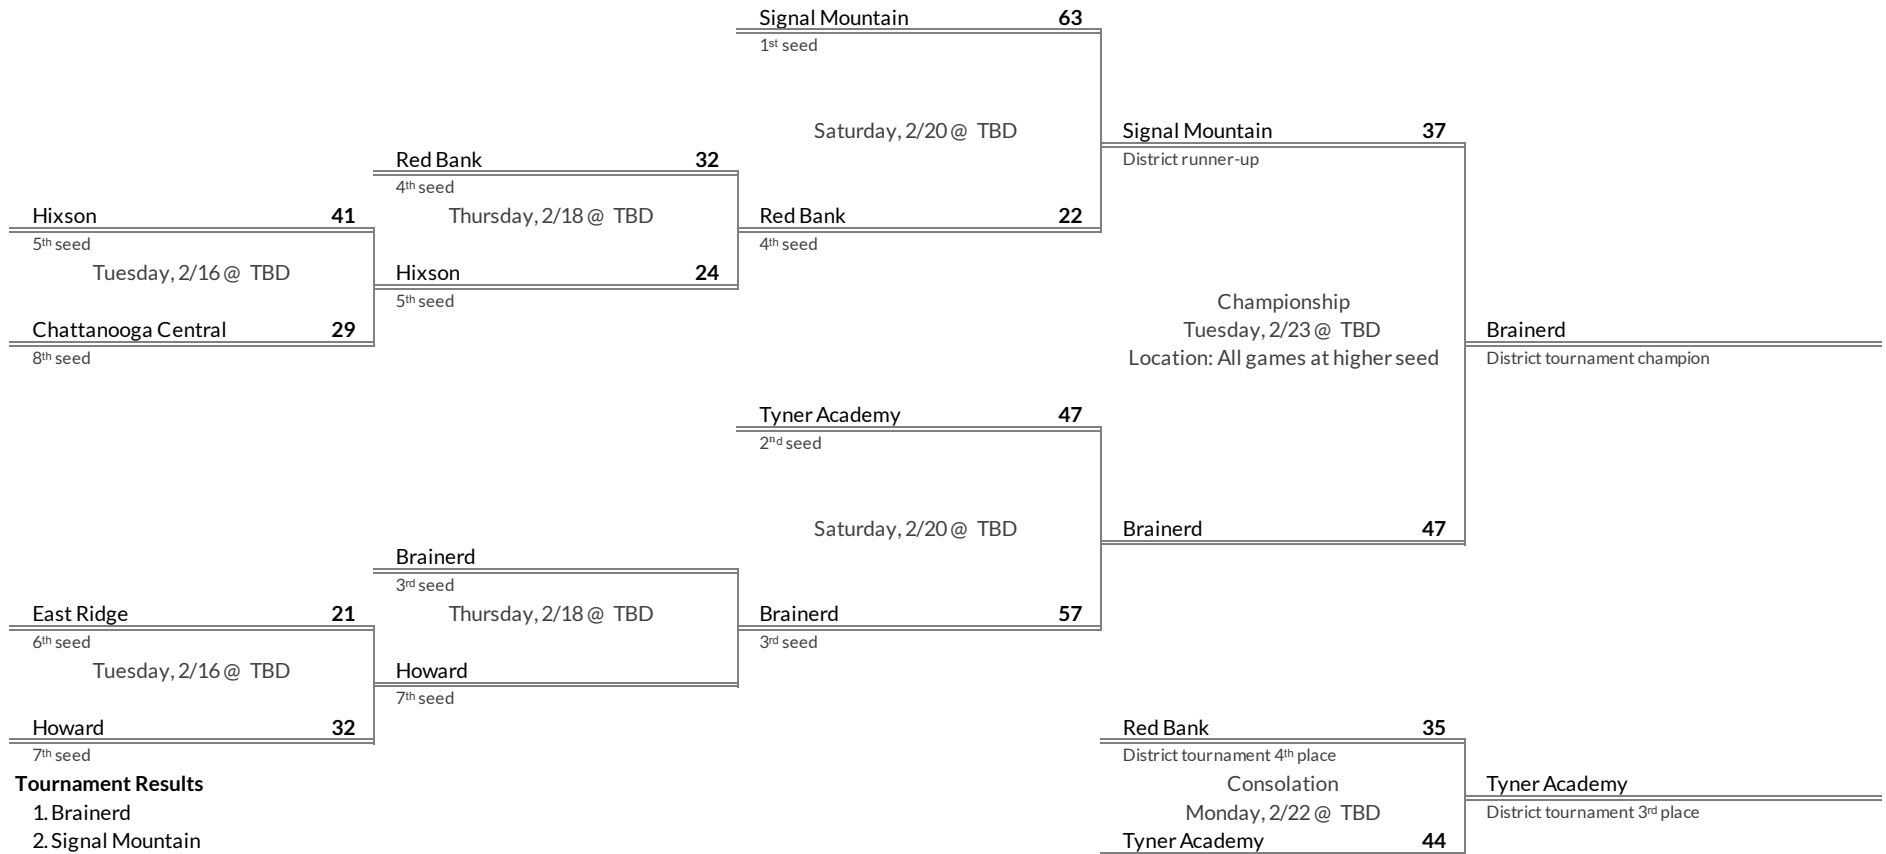 Signal Mountain 63
1st seed
Saturday, 2/20 @ TBD
Signal Mountain 37
District runner-up
Red Bank 32
4th seed
Thursday, 2/18 @ TBD
Hixson 41
5th seed
Red Bank 22
4th seed
Tuesday, 2/16 @ TBD
Hixson 24
5th seed
Chattanooga Central 29
8th seed
Championship
Tuesday, 2/23 @ TBD
Location: All games at higher seed
Brainerd
District tournament champion
Tyner Academy 47
2nd seed
Saturday, 2/20 @ TBD
Brainerd 47
Brainerd
3rd seed
Thursday, 2/18 @ TBD
East Ridge 21
6th seed
Brainerd 57
3rd seed
Tuesday, 2/16 @ TBD
Howard
7th seed
Howard 32
7th seed
Red Bank 35
District tournament 4th place
Consolation
Monday, 2/22 @ TBD
Tyner Academy 44
Tyner Academy
District tournament 3rd place
Tournament Results
1. Brainerd
2. Signal Mountain